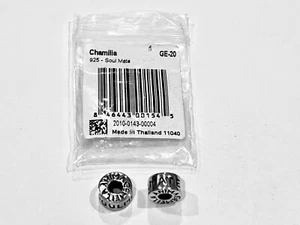 Chamilia GE-20
925 - Soul Mate
8 46443 00154 5
2010-0143-00004
Made in Thailand 11040